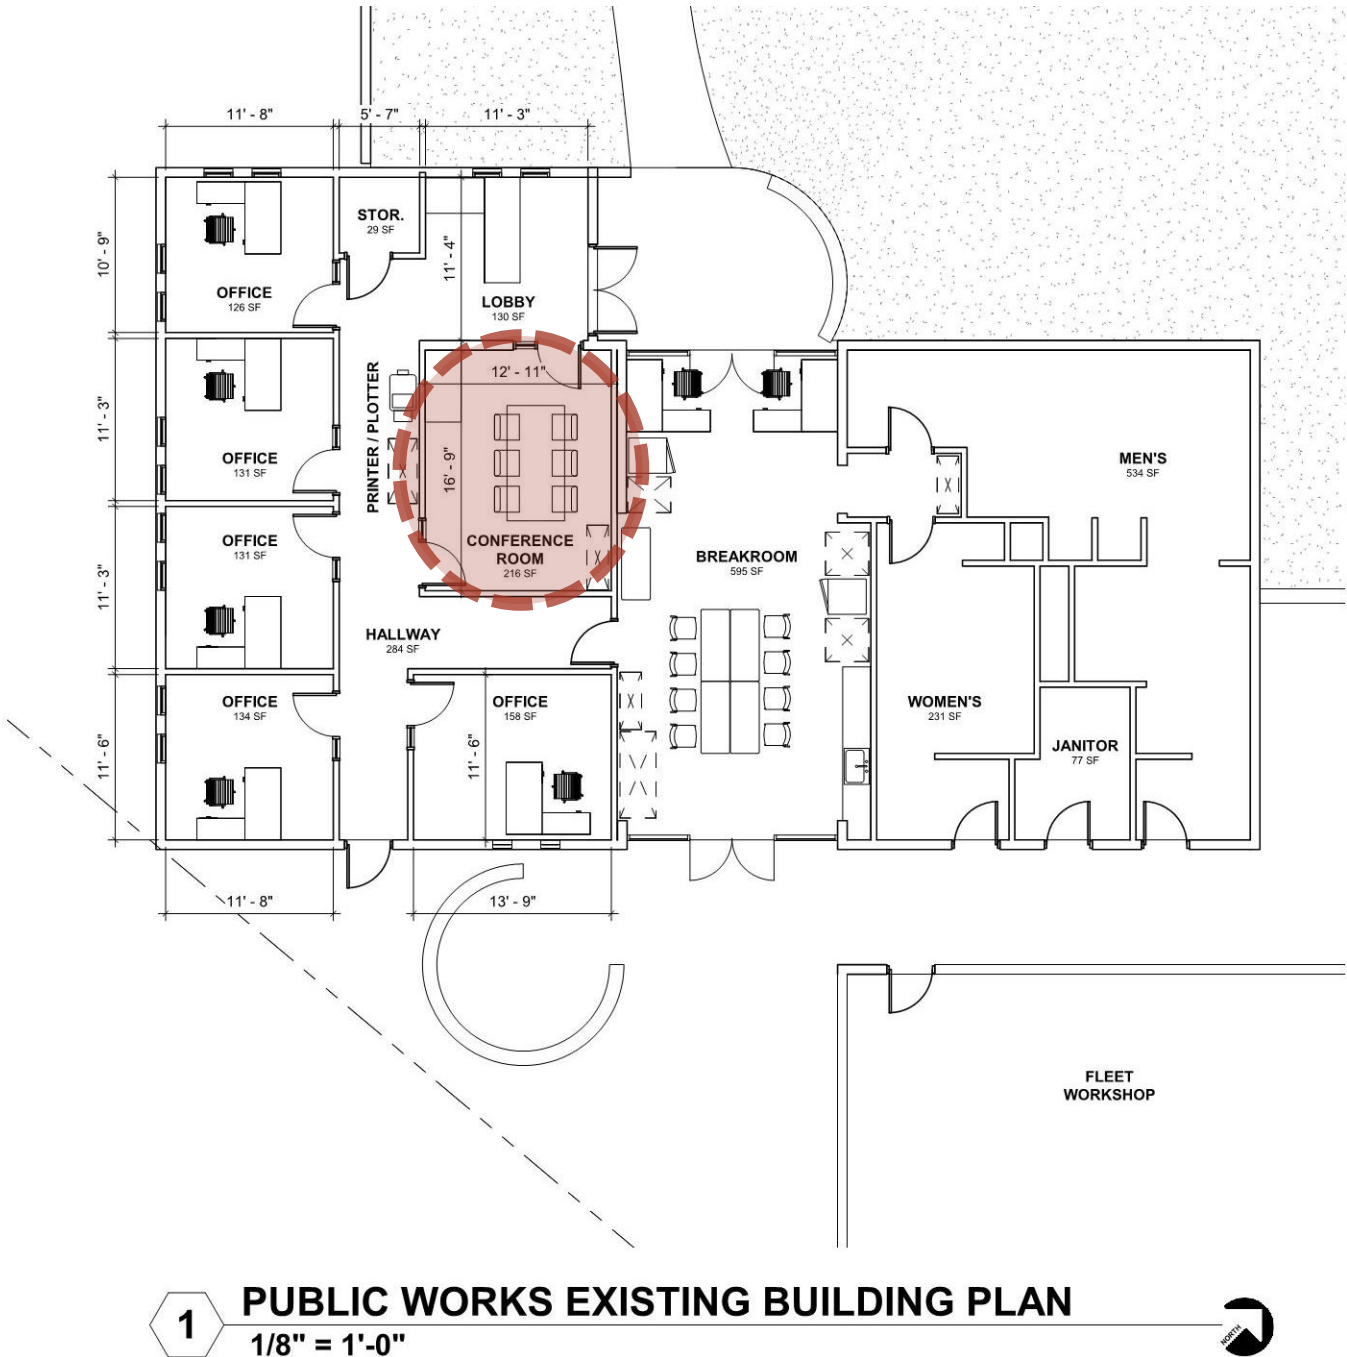 11' - 8"
5' - 7"
11' - 3"
10' - 9"
STOR.
29 SF
11' - 4"
OFFICE
126 SF
LOBBY
130 SF
11' - 3"
PRINTER / PLOTTER
12' - 11"
16' - 9"
OFFICE
131 SF
MEN'S
534 SF
OFFICE
131 SF
CONFERENCE
ROOM
216 SF
BREAKROOM
595 SF
11' - 3"
HALLWAY
284 SF
OFFICE
134 SF
OFFICE
158 SF
WOMEN'S
231 SF
11' - 6"
11' - 6"
JANITOR
77 SF
11' - 8"
13' - 9"
FLEET
WORKSHOP
1
PUBLIC WORKS EXISTING BUILDING PLAN
1/8" = 1'-0"
NORTH